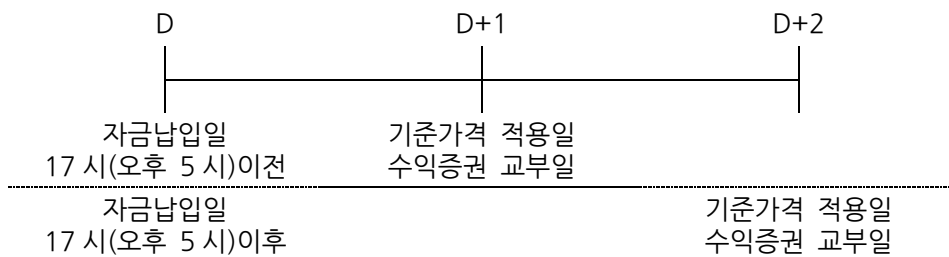 D D+1 D+2
자금납입일 기준가격 적용일
17 시(오후 5 시)이전 수익증권 교부일
자금납입일 기준가격 적용일
17 시(오후 5 시)이후 수익증권 교부일